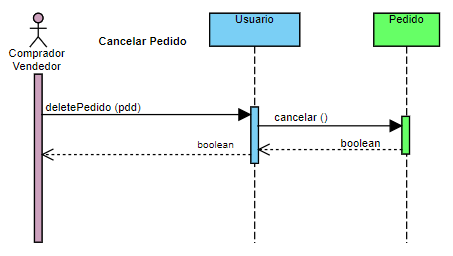 Usuario
Pedido
Cancelar Pedido
Comprador
Vendedor
deletePedido (pdd)
cancelar ()
boolean
boolean